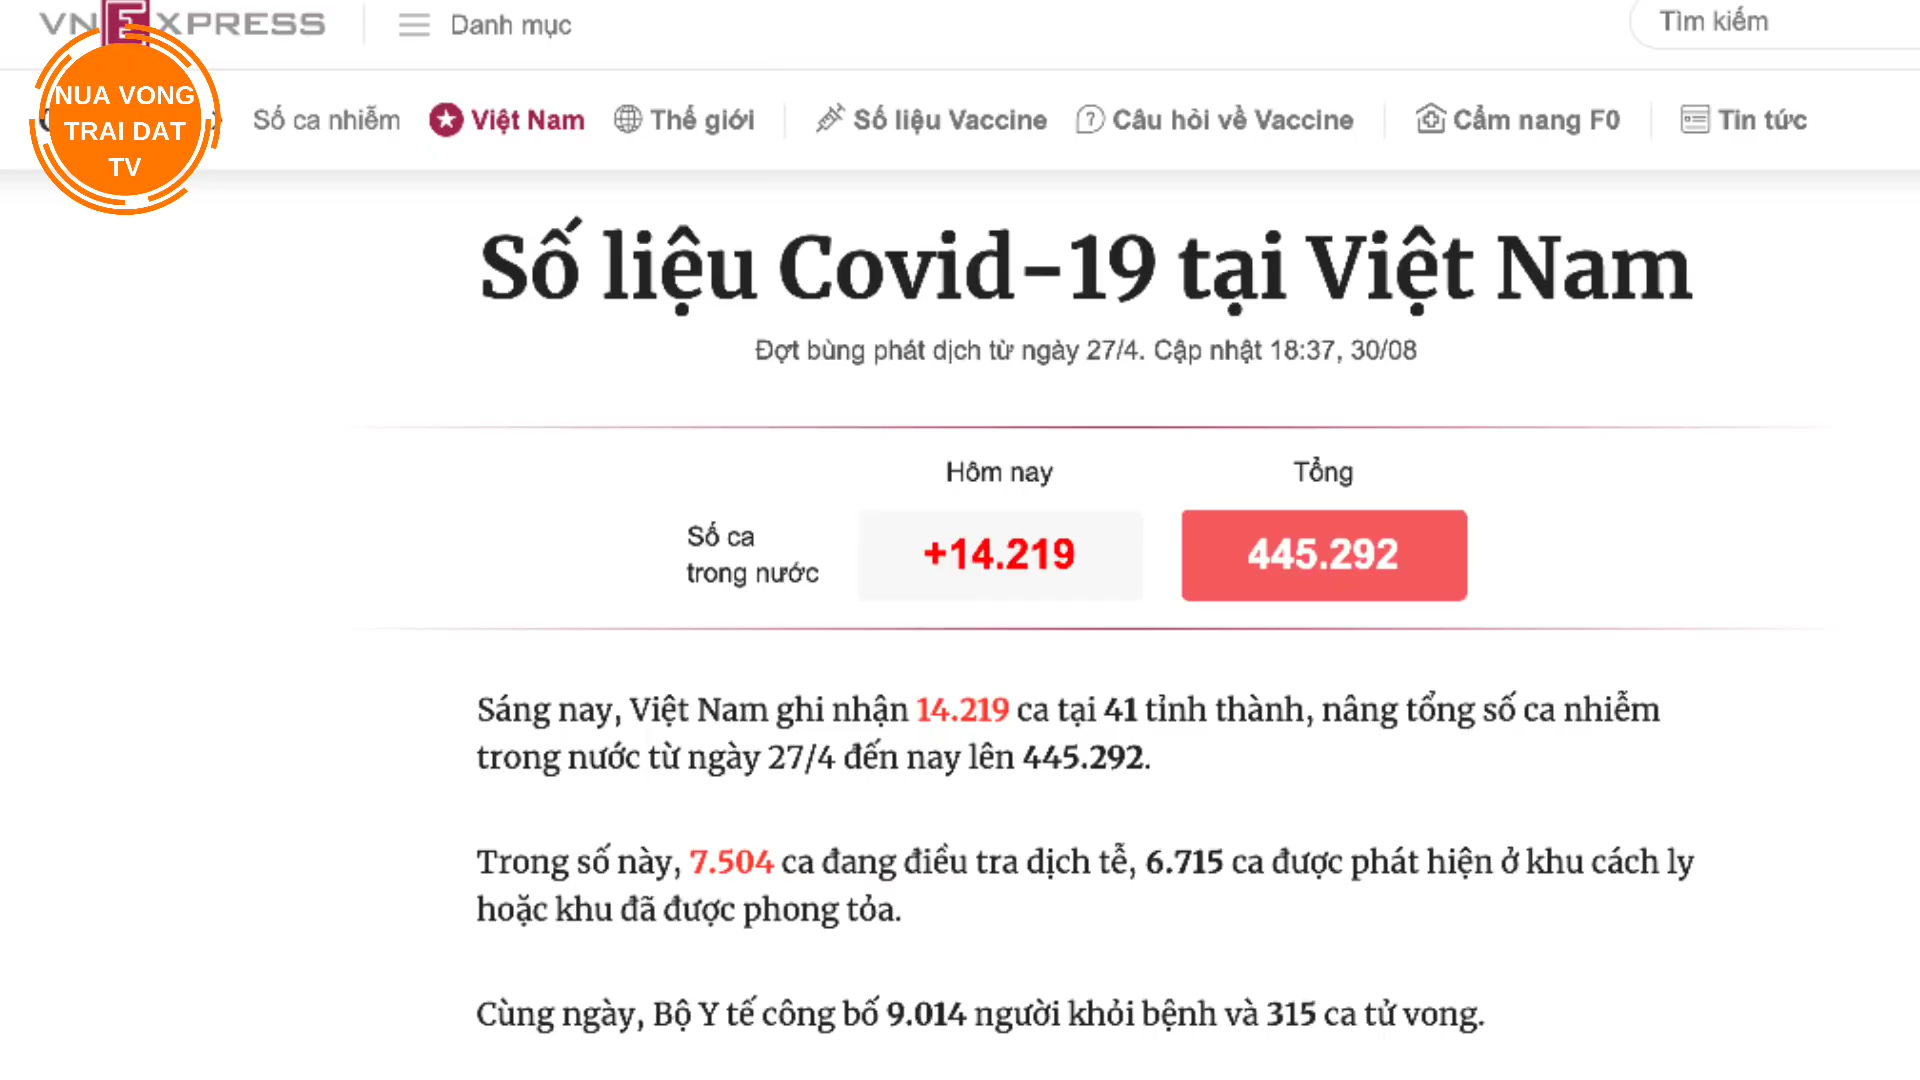 VNEXPRESS
Danh mục
Tìm kiếm
NUA VONG
TRAI DAT
TV
Số ca nhiễm
Việt Nam
Thế giới
Số liệu Vaccine
Câu hỏi về Vaccine
Cẩm nang F0
Tin tức
Số liệu Covid-19 tại Việt Nam
Đợt bùng phát dịch từ ngày 27/4. Cập nhật 18:37, 30/08
Hôm nay
Tổng
Số ca
trong nước
+14.219
445.292
Sáng nay, Việt Nam ghi nhận 14.219 ca tại 41 tỉnh thành, nâng tổng số ca nhiễm
trong nước từ ngày 27/4 đến nay lên 445.292.
Trong số này, 7.504 ca đang điều tra dịch tễ, 6.715 ca được phát hiện ở khu cách ly
hoặc khu đã được phong tỏa.
Cùng ngày, Bộ Y tế công bố 9.014 người khỏi bệnh và 315 ca tử vong.